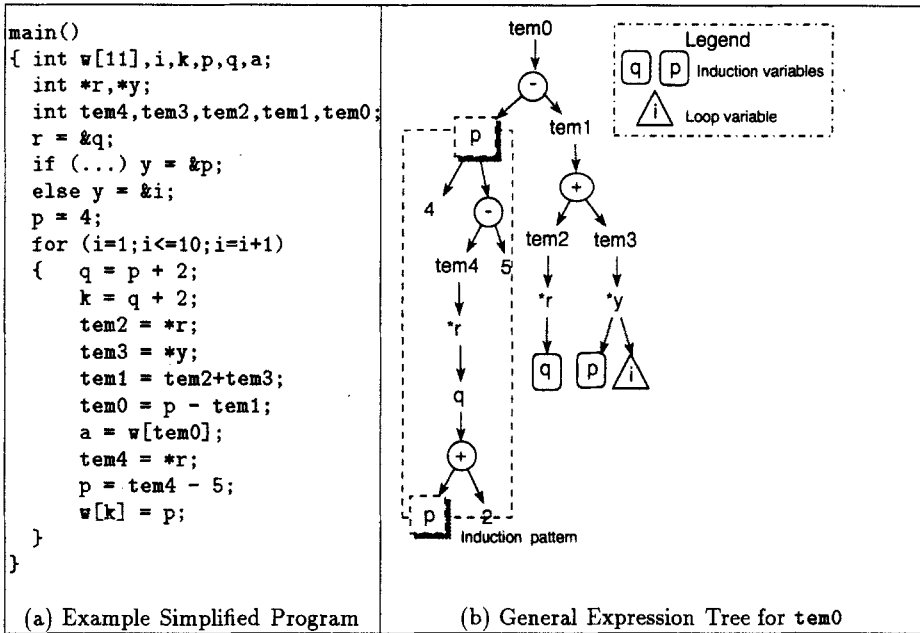 main()
{ int w[11],i,k,p,q,a;
int *r,*y;
int tem4,tem3,tem2,tem1,tem0;
r = &q;
if (...) y = &p;
else y = &i;
p = 4;
for (i=1;i<=10;i=i+1)
{ q = p + 2;
k = q + 2;
tem2 = *r;
tem3 = *y;
tem1 = tem2+tem3;
tem0 = p - tem1;
a = w[tem0];
tem4 = *r;
p = tem4 - 5;
w[k] = p;
}
}
(a) Example Simplified Program
tem0
-
p
tem1
4
-
+
tem4
5
tem2
tem3
*r
*r
*y
q
q
p
i
+
p
2
Induction pattern
Legend
q p Induction variables
i Loop variable
(b) General Expression Tree for tem0